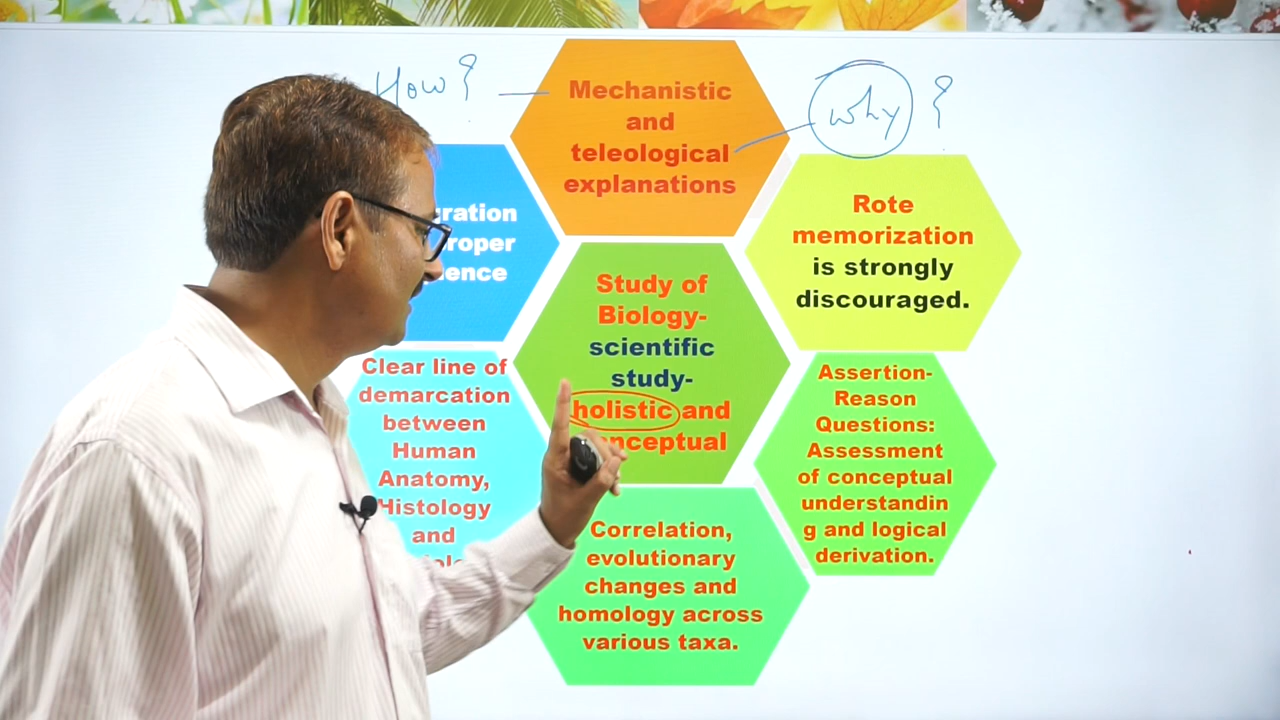 How?
Mechanistic
and
teleological
explanations
why?
Rote
memorization
is strongly
discouraged.
Study of
Biology-
scientific
study-
holistic and
Clear line of
demarcation
between
Human
Anatomy,
Histology
and
Assertion-
Reason
Questions:
Assessment
of conceptual
understandin
g and logical
derivation.
Correlation,
evolutionary
changes and
homology across
various taxa.